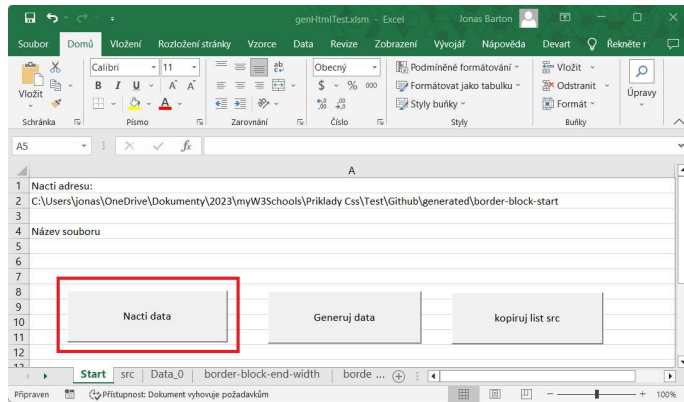 genHtmlTest.xlsm - Excel
Jonas Barton
Soubor Domů Vložení Rozložení stránky Vzorce Data Revize Zobrazení Vývojář Nápověda Devart Řekněte r
Vložit
Calibri 11
B I U A A
ab
Obecný
$ % 000
Podmíněné formátování
Formátovat jako tabulku
Styly buňky
Vložit
Odstranit
Formát
Úpravy
Schránka Písmo Zarovnání Číslo Styly Buňky
A5 fx
A
1 Nacti adresu:
2 C:\Users\jonas\OneDrive\Dokumenty\2023\myW3Schools\Priklady Css\Test\Github\generated\border-block-start
3
4 Název souboru
5
6
7
8
9
10
11
12
13
Nacti data Generuj data kopiruj list src
Start src Data_0 border-block-end-width borde ...
Připraven Přístupnost: Dokument vyhovuje požadavkům 100%